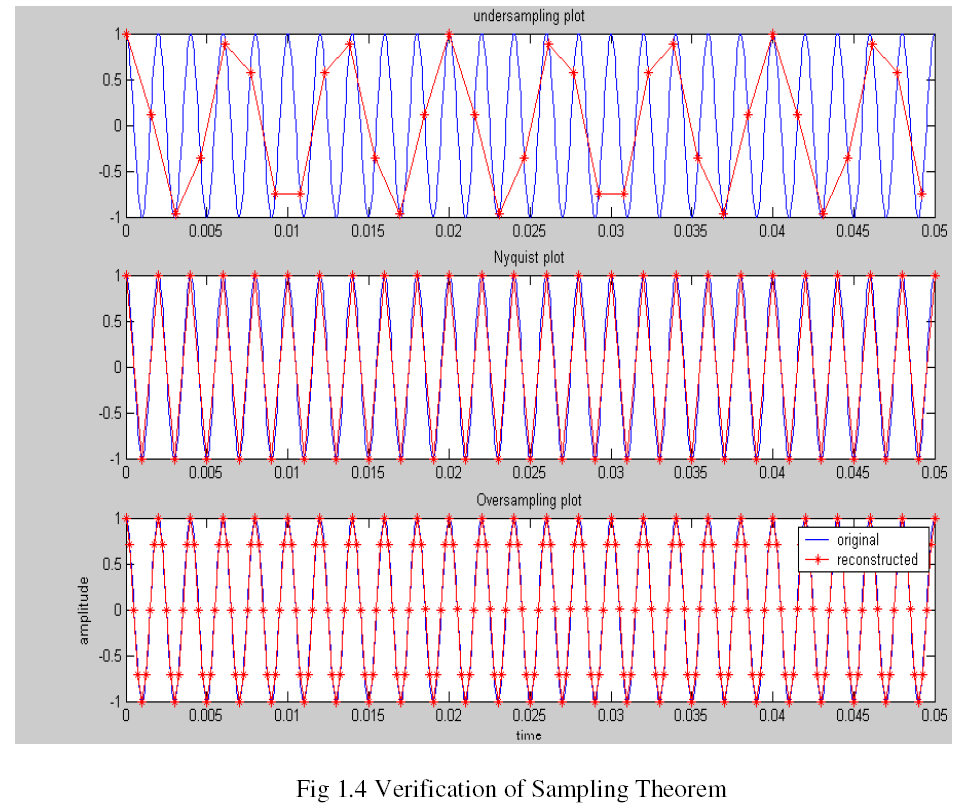 undersampling plot
1
0.5
0
-0.5
-1
0 0.005 0.01 0.015 0.02 0.025 0.03 0.035 0.04 0.045 0.05
Nyquist plot
1
0.5
0
-0.5
-1
0 0.005 0.01 0.015 0.02 0.025 0.03 0.035 0.04 0.045 0.05
Oversampling plot
1
0.5
0
-0.5
-1
amplitude
original
reconstructed
0 0.005 0.01 0.015 0.02 0.025 0.03 0.035 0.04 0.045 0.05
time
Fig 1.4 Verification of Sampling Theorem